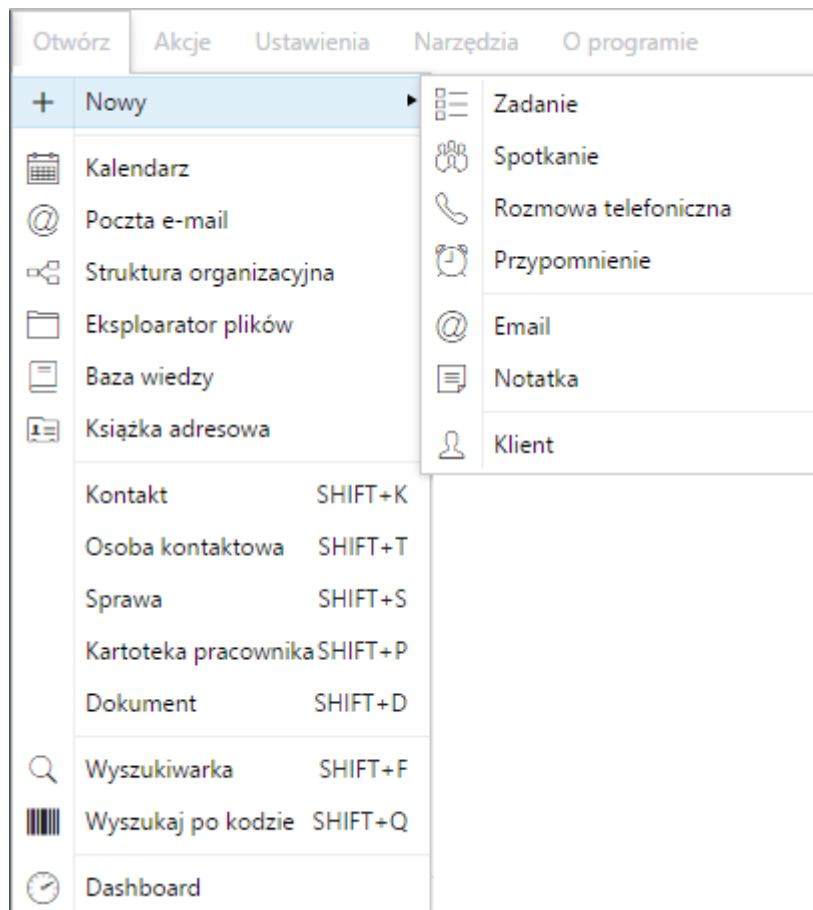 Otwórz Akcje Ustawienia Narzędzia O programie
Nowy
Kalendarz
Poczta e-mail
Struktura organizacyjna
Eksploarator plików
Baza wiedzy
Książka adresowa
Kontakt SHIFT+K
Osoba kontaktowa SHIFT+T
Sprawa SHIFT+S
Kartoteka pracownika SHIFT+P
Dokument SHIFT+D
Wyszukiwarka SHIFT+F
Wyszukaj po kodzie SHIFT+Q
Dashboard
Zadanie
Spotkanie
Rozmowa telefoniczna
Przypomnienie
Email
Notatka
Klient